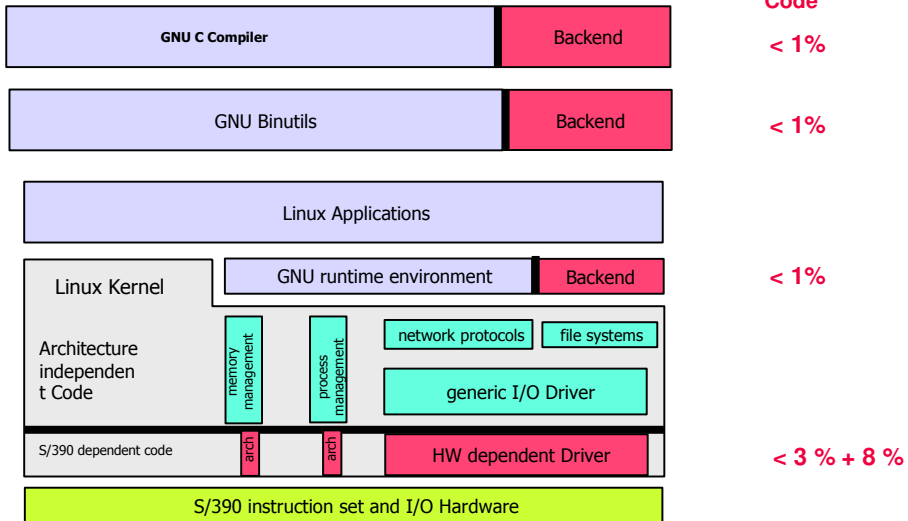 Code
GNU C Compiler
Backend
< 1%
GNU Binutils
Backend
< 1%
Linux Applications
Linux Kernel
GNU runtime environment
Backend
< 1%
Architecture
independen
t Code
memory
management
process
management
network protocols
file systems
generic I/O Driver
S/390 dependent code
arch
arch
HW dependent Driver
< 3 % + 8 %
S/390 instruction set and I/O Hardware